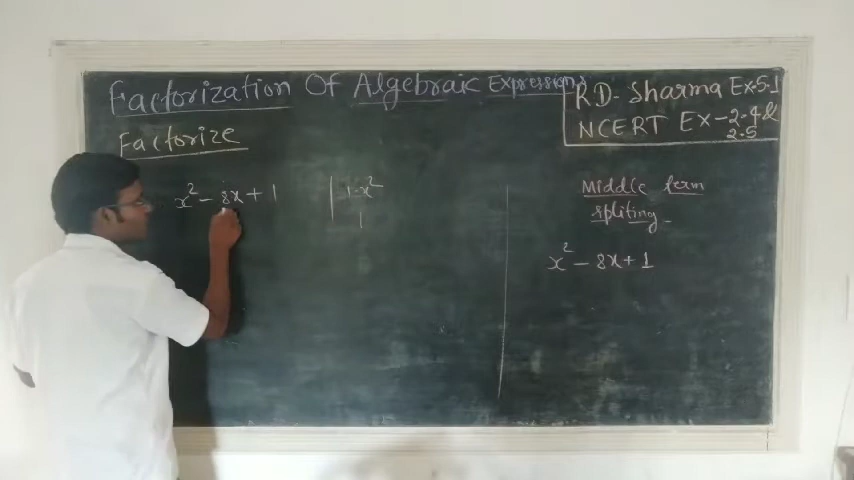 Factorization Of Algebraic Expressions
RD- Sharma Ex-5.1
NCERT EX-2.4 &
2.5
Factorize
x² - 8x + 1
1·x²
1
Middle term
spliting-
x² - 8x + 1